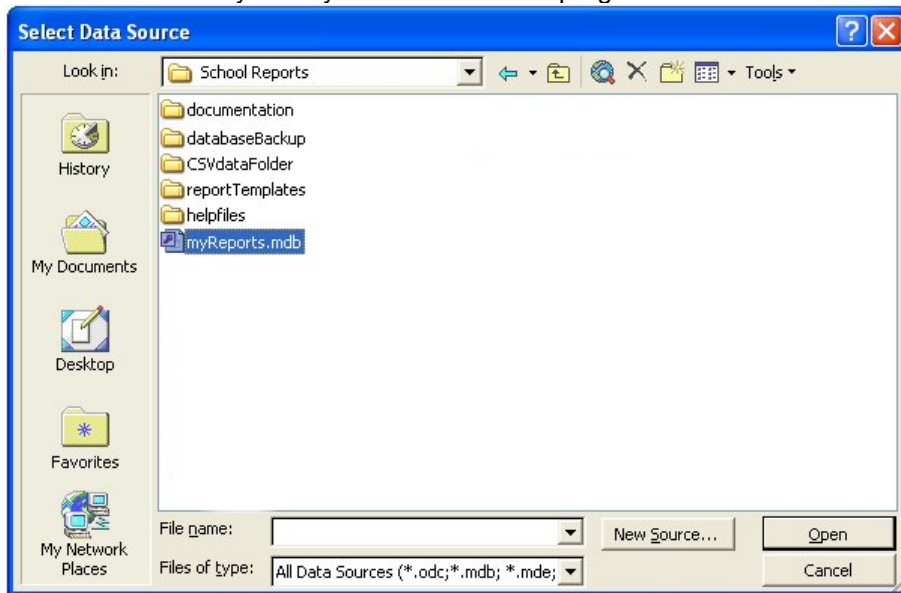 Select Data Source
Look in:
School Reports
Tools
History
My Documents
Desktop
Favorites
My Network
Places
documentation
databaseBackup
CSVdataFolder
reportTemplates
helpfiles
myReports.mdb
File name:
New Source...
Open
Files of type:
All Data Sources (*.odc;*.mdb; *.mde;
Cancel